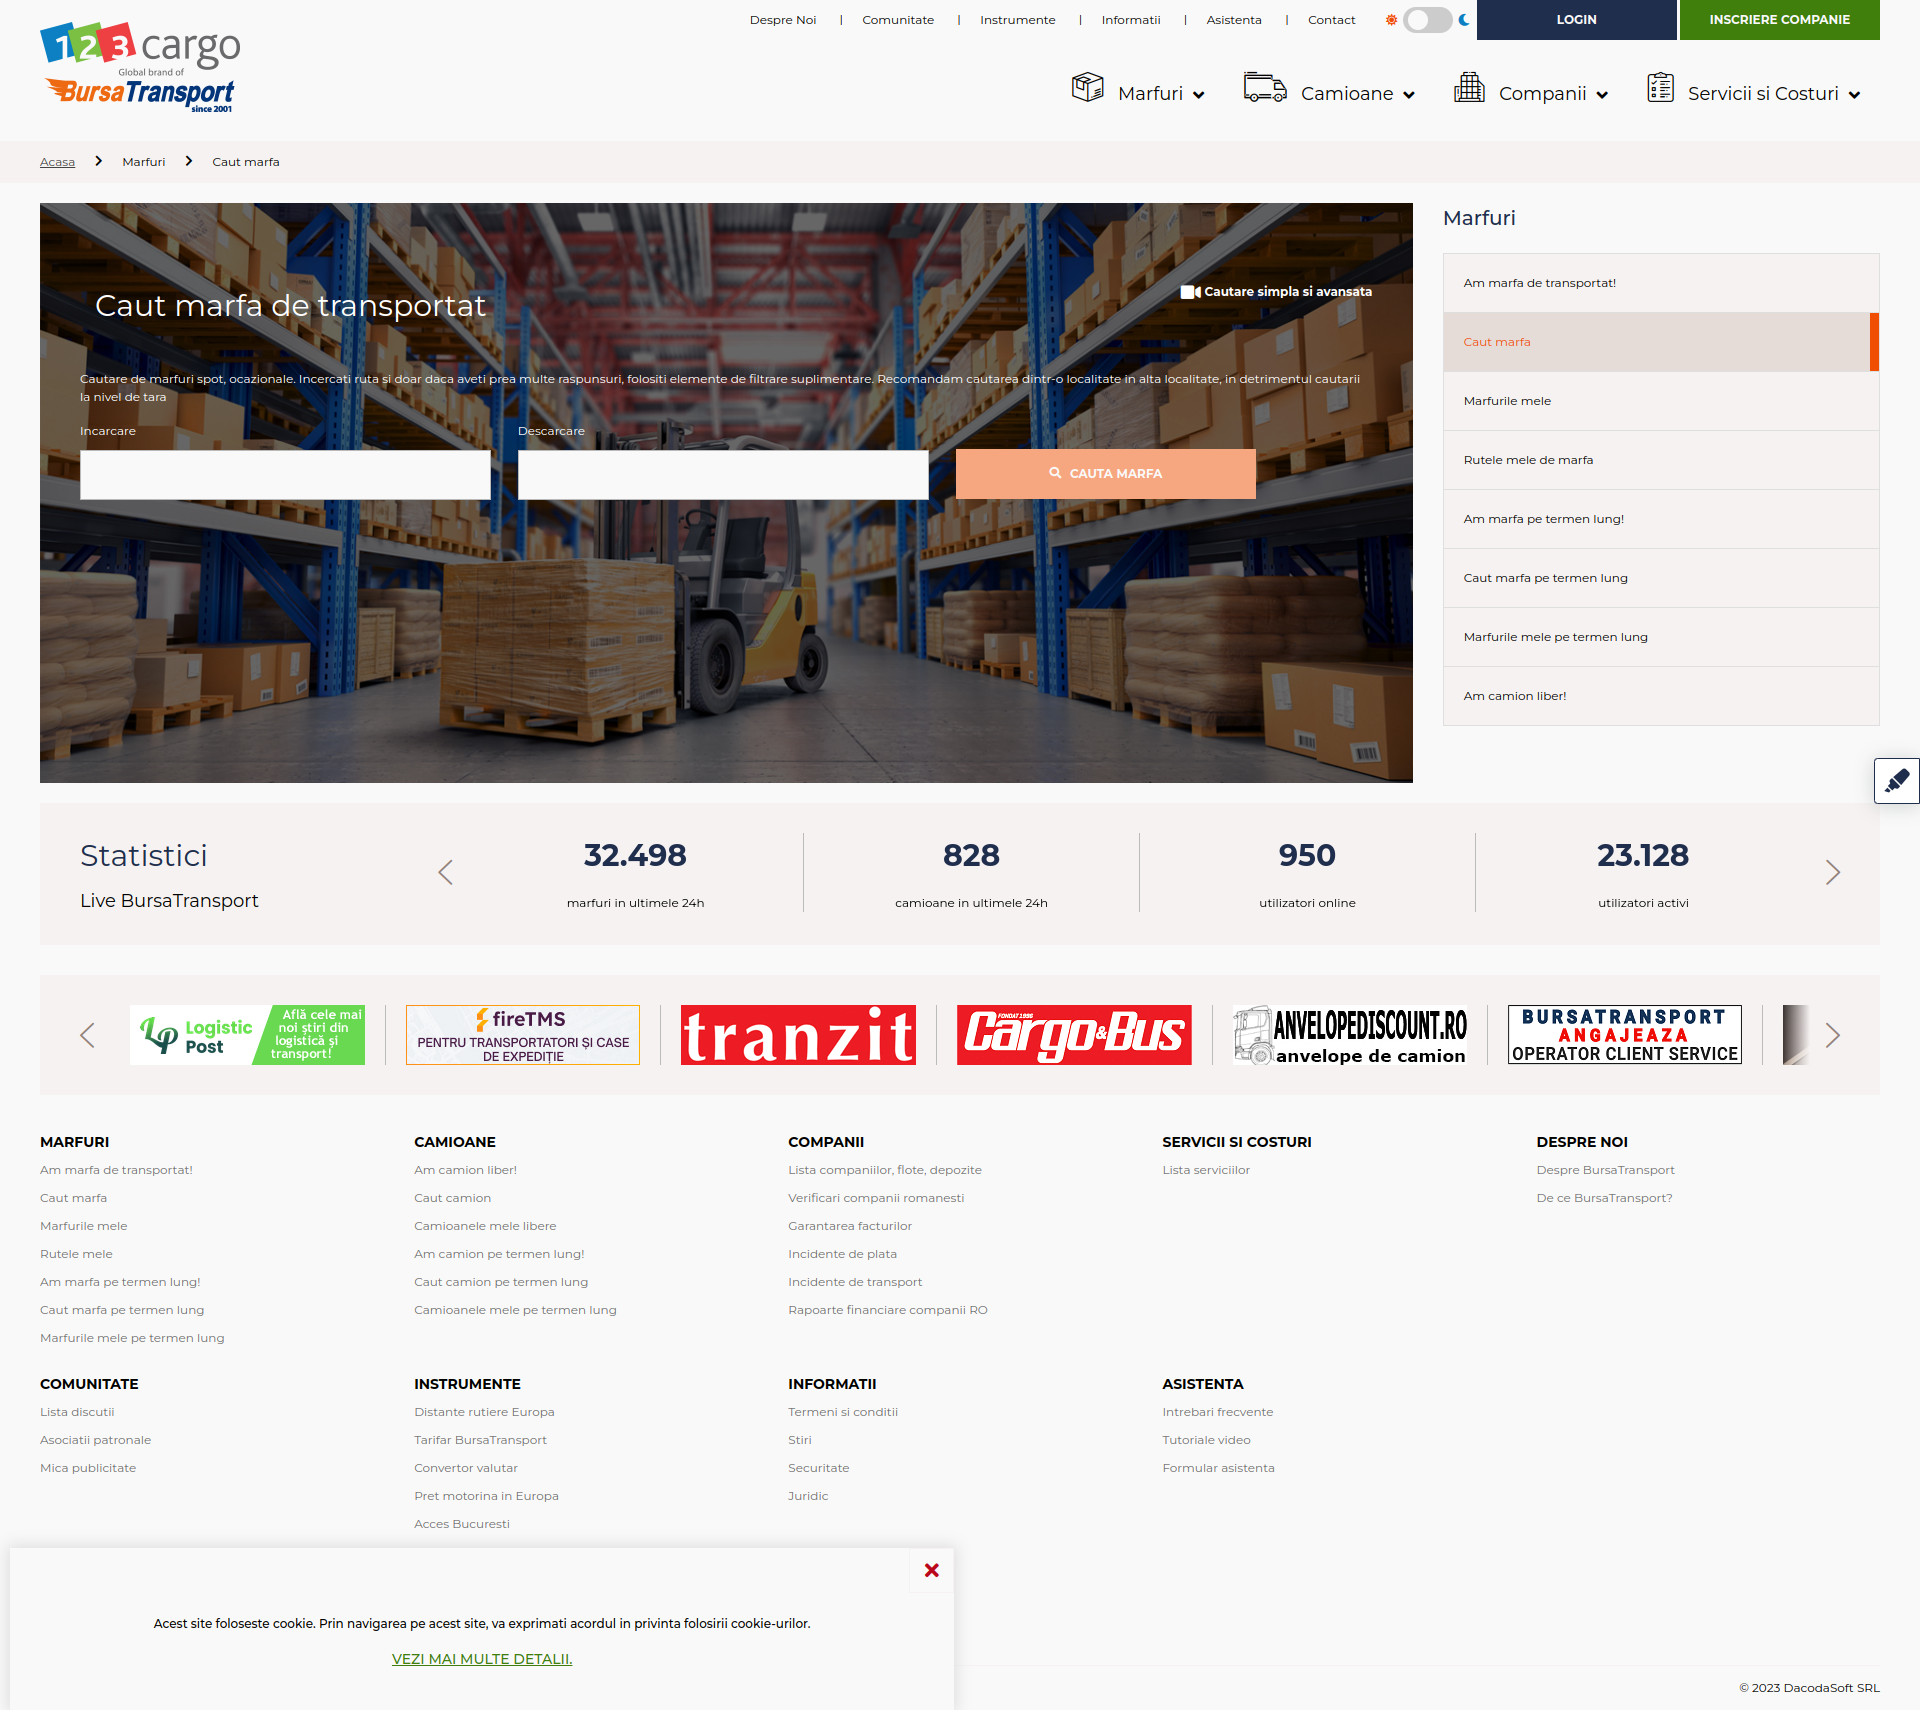 Despre Noi | Comunitate | Instrumente | Informatii | Asistenta | Contact
LOGIN
INSCRIERE COMPANIE
123cargo
Global brand of
BursaTransport
since 2001
Marfuri
Camioane
Companii
Servicii si Costuri
Acasa
Marfuri
Caut marfa
Caut marfa de transportat
Cautare simpla si avansata
Cautare de marfuri spot, ocazionale. Incercati ruta si doar daca aveti prea multe raspunsuri, folositi elemente de filtrare suplimentare. Recomandam cautarea dintr-o localitate in alta localitate, in detrimentul cautarii
la nivel de tara
Incarcare
Descarcare
CAUTA MARFA
Marfuri
Am marfa de transportat!
Caut marfa
Marfurile mele
Rutele mele de marfa
Am marfa pe termen lung!
Caut marfa pe termen lung
Marfurile mele pe termen lung
Am camion liber!
Statistici
Live BursaTransport
32.498
marfuri in ultimele 24h
828
camioane in ultimele 24h
950
utilizatori online
23.128
utilizatori activi
Logistic
Post
Află cele mai
noi știri din
logistică și
transport!
fireTMS
PENTRU TRANSPORTATORI ȘI CASE
DE EXPEDIȚIE
tranzit
FONDAT 1996
Cargo&Bus
ANVELOPEDISCOUNT.RO
anvelope de camion
BURSATRANSPORT
ANGAJEAZA
OPERATOR CLIENT SERVICE
MARFURI
Am marfa de transportat!
Caut marfa
Marfurile mele
Rutele mele
Am marfa pe termen lung!
Caut marfa pe termen lung
Marfurile mele pe termen lung
CAMIOANE
Am camion liber!
Caut camion
Camioanele mele libere
Am camion pe termen lung!
Caut camion pe termen lung
Camioanele mele pe termen lung
COMPANII
Lista companiilor, flote, depozite
Verificari companii romanesti
Garantarea facturilor
Incidente de plata
Incidente de transport
Rapoarte financiare companii RO
SERVICII SI COSTURI
Lista serviciilor
DESPRE NOI
Despre BursaTransport
De ce BursaTransport?
COMUNITATE
Lista discutii
Asociatii patronale
Mica publicitate
INSTRUMENTE
Distante rutiere Europa
Tarifar BursaTransport
Convertor valutar
Pret motorina in Europa
Acces Bucuresti
INFORMATII
Termeni si conditii
Stiri
Securitate
Juridic
ASISTENTA
Intrebari frecvente
Tutoriale video
Formular asistenta
Acest site foloseste cookie. Prin navigarea pe acest site, va exprimati acordul in privinta folosirii cookie-urilor.
VEZI MAI MULTE DETALII.
© 2023 DacodaSoft SRL